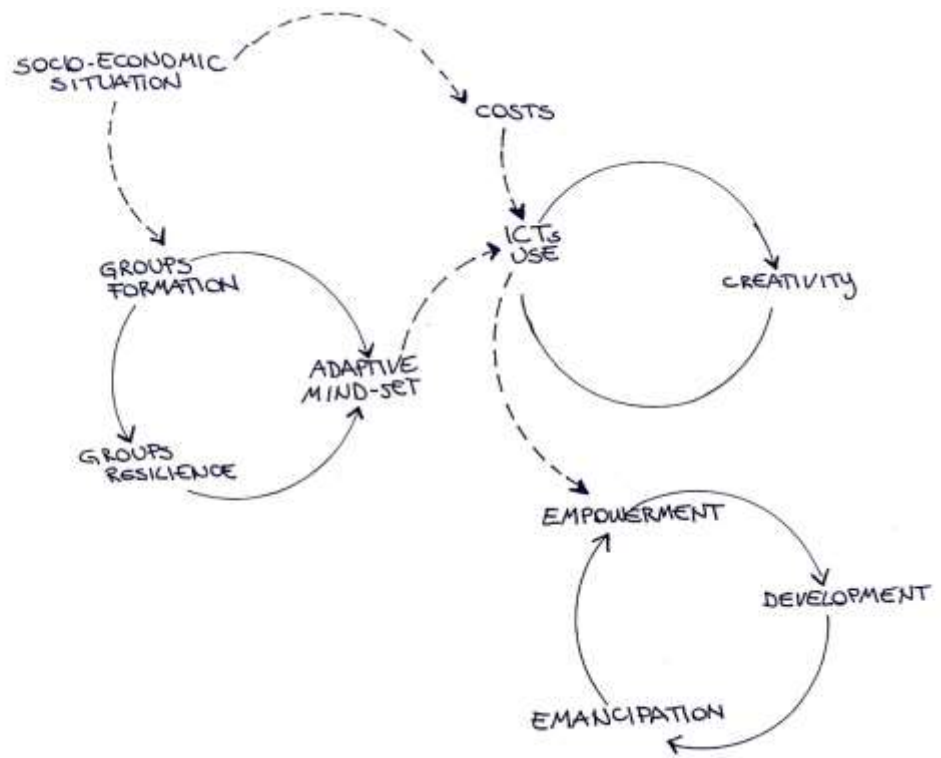 SOCIO-ECONOMIC
SITUATION
COSTS
ICTs
USE
CREATIVITY
GROUPS
FORMATION
ADAPTIVE
MIND-SET
GROUPS
RESILIENCE
EMPOWERMENT
DEVELOPMENT
EMANCIPATION